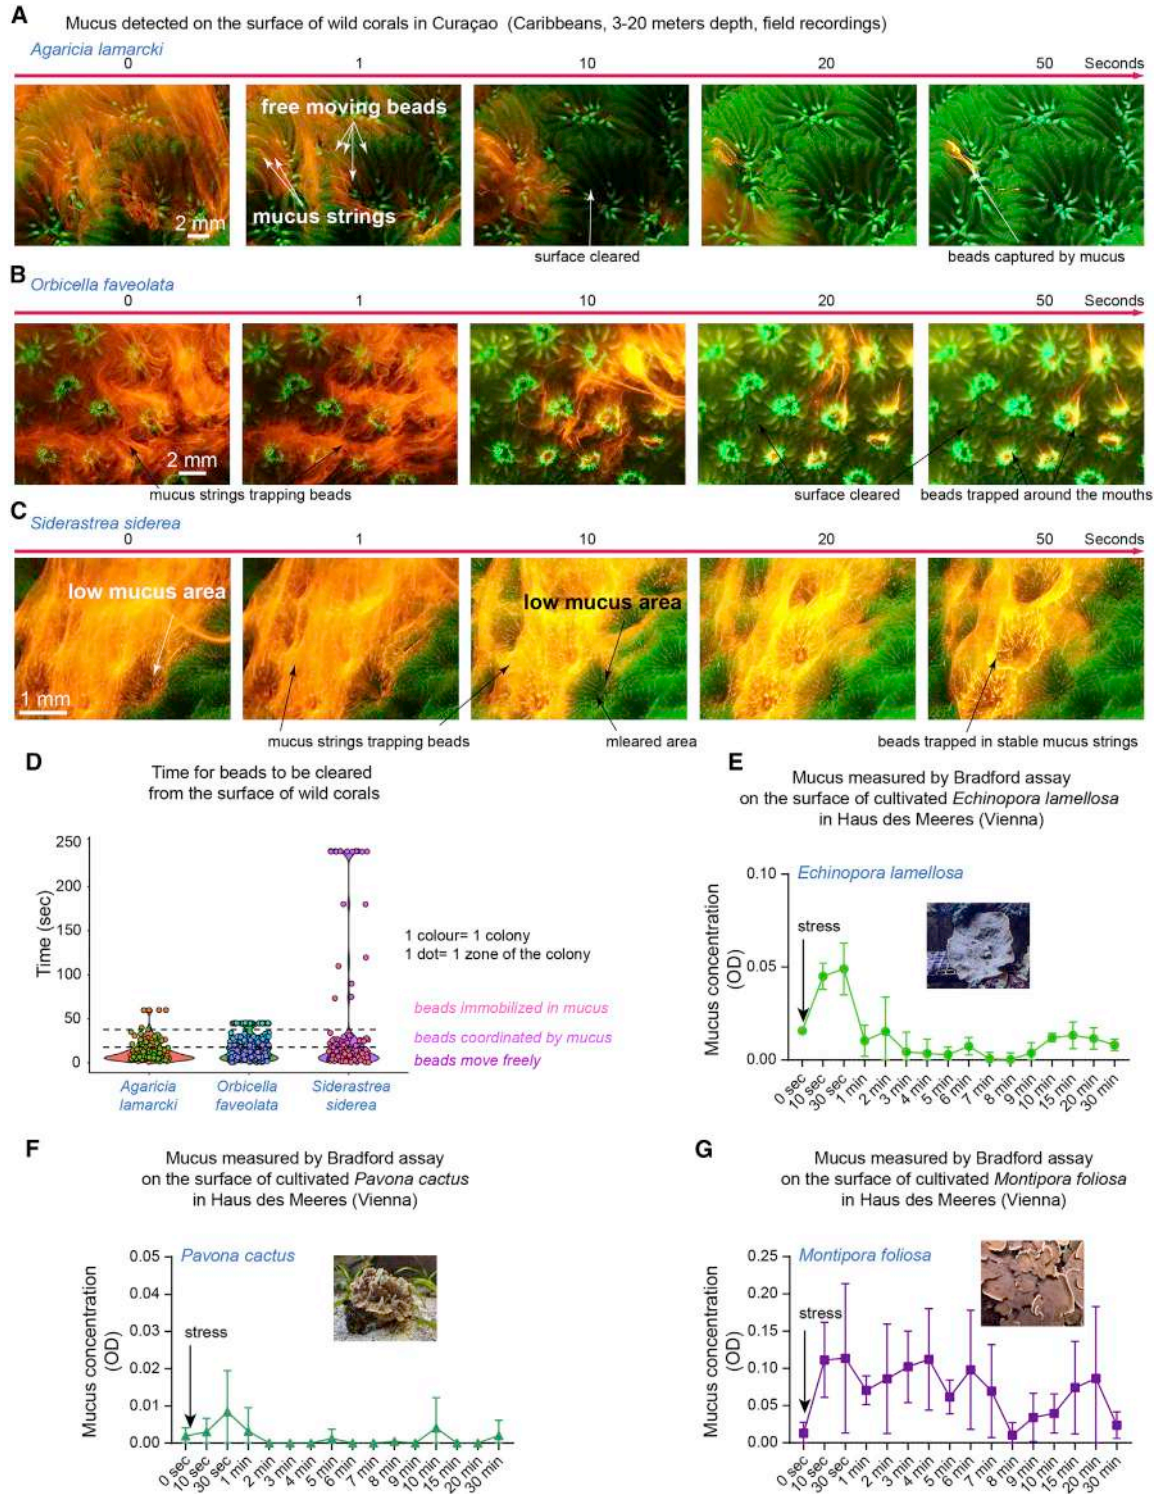 A
Mucus detected on the surface of wild corals in Curaçao (Caribbeans, 3-20 meters depth, field recordings)
Agaricia lamarcki
0 1 10 20 50 Seconds
free moving beads
mucus strings
2 mm
surface cleared
beads captured by mucus
B
Orbicella faveolata
0 1 10 20 50 Seconds
2 mm
mucus strings trapping beads
surface cleared
beads trapped around the mouths
C
Siderastrea siderea
0 1 10 20 50 Seconds
low mucus area
low mucus area
1 mm
mucus strings trapping beads
mleared area
beads trapped in stable mucus strings
D
Time for beads to be cleared
from the surface of wild corals
250
200
150
100
50
0
Time (sec)
1 colour= 1 colony
1 dot= 1 zone of the colony
beads immobilized in mucus
beads coordinated by mucus
beads move freely
Agaricia
lamarcki
Orbicella
faveolata
Siderastrea
siderea
E
Mucus measured by Bradford assay
on the surface of cultivated Echinopora lamellosa
in Haus des Meeres (Vienna)
Echinopora lamellosa
0.10
0.05
0.00
Mucus concentration
(OD)
stress
0 sec
10 sec
30 sec
1 min
2 min
3 min
4 min
5 min
6 min
7 min
8 min
9 min
10 min
15 min
20 min
30 min
F
Mucus measured by Bradford assay
on the surface of cultivated Pavona cactus
in Haus des Meeres (Vienna)
Pavona cactus
0.05
0.04
0.03
0.02
0.01
0.00
Mucus concentration
(OD)
stress
0 sec
10 sec
30 sec
1 min
2 min
3 min
4 min
5 min
6 min
7 min
8 min
9 min
10 min
15 min
20 min
30 min
G
Mucus measured by Bradford assay
on the surface of cultivated Montipora foliosa
in Haus des Meeres (Vienna)
Montipora foliosa
0.25
0.20
0.15
0.10
0.05
0.00
Mucus concentration
(OD)
stress
0 sec
10 sec
30 sec
1 min
2 min
3 min
4 min
5 min
6 min
7 min
8 min
9 min
10 min
15 min
20 min
30 min